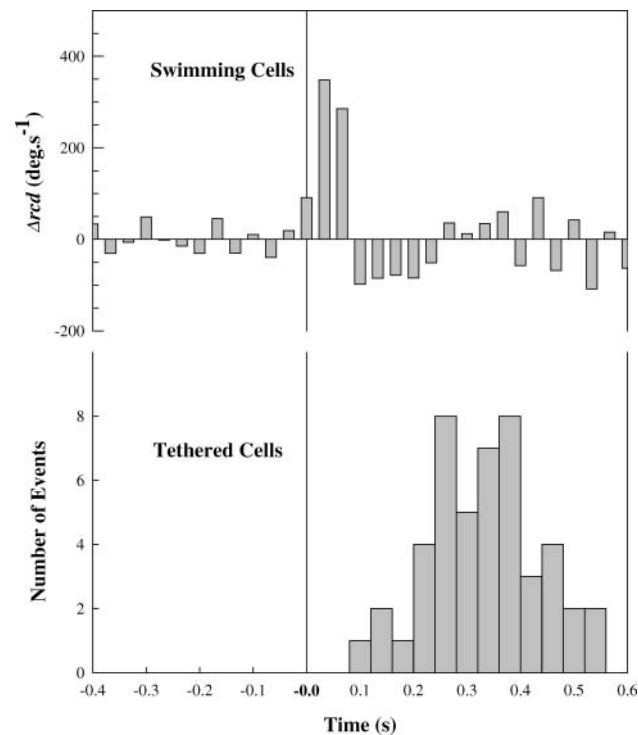 400
200
0
-200
Δrcd (deg.s-1)
Swimming Cells
8
6
4
2
0
Number of Events
Tethered Cells
-0.4 -0.3 -0.2 -0.1 -0.0 0.1 0.2 0.3 0.4 0.5 0.6
Time (s)